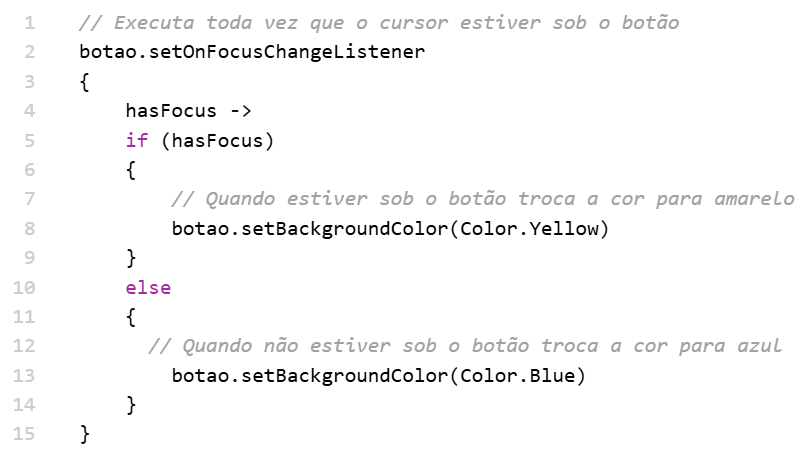 1 // Executa toda vez que o cursor estiver sob o botão
2 botao.setOnFocusChangeListener
3 {
4 hasFocus ->
5 if (hasFocus)
6 {
7 // Quando estiver sob o botão troca a cor para amarelo
8 botao.setBackgroundColor(Color.Yellow)
9 }
10 else
11 {
12 // Quando não estiver sob o botão troca a cor para azul
13 botao.setBackgroundColor(Color.Blue)
14 }
15 }